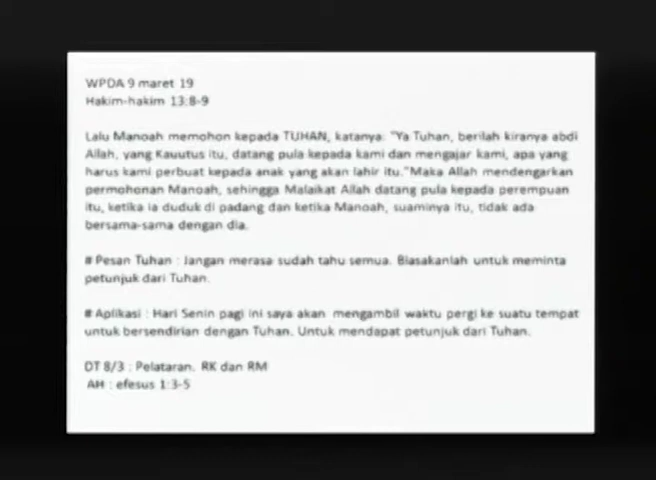 WPDA 9 maret 19
Hakim-hakim 13:8-9
Lalu Manoah memohon kepada TUHAN, katanya: "Ya Tuhan, berilah kiranya abdi
Allah, yang Kauutus itu, datang pula kepada kami dan mengajar kami, apa yang
harus kami perbuat kepada anak yang akan lahir itu."Maka Allah mendengarkan
permohonan Manoah, sehingga Malaikat Allah datang pula kepada perempuan
itu, ketika ia duduk di padang dan ketika Manoah, suaminya itu, tidak ada
bersama-sama dengan dia.
# Pesan Tuhan : Jangan merasa sudah tahu semua. Biasakanlah untuk meminta
petunjuk dari Tuhan.
# Aplikasi : Hari Senin pagi ini saya akan mengambil waktu pergi ke suatu tempat
untuk bersendirian dengan Tuhan. Untuk mendapat petunjuk dari Tuhan.
DT 8/3 : Pelataran. RK dan RM
AH : efesus 1:3-5